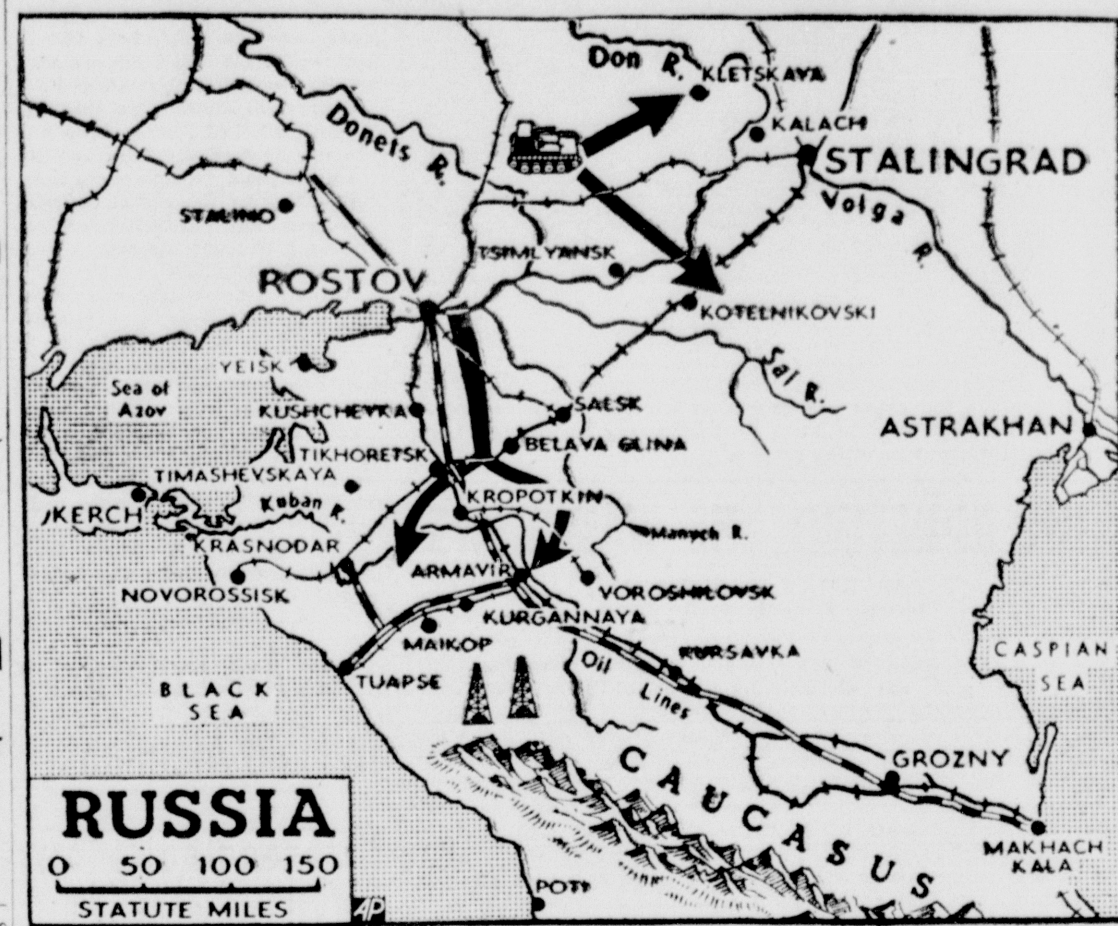 Don R.
KLETSKAYA
Donets R.
KALACH
STALINGRAD
Volga R.
STALINO
TSIMLYANSK
ROSTOV
KOTELNIKOVSKI
YEISK
Sal R.
Sea of
Azov
KUSHCHEVKA
SALSK
ASTRAKHAN
BELAYA GLINA
TIKHORETSK
TIMASHEVSKAYA
KROPOTKIN
Kuban R.
KERCH
Manych R.
KRASNODAR
ARMAVIR
NOVOROSSISK
VOROSHILOVSK
KURGANNAYA
MAIKOP
KURSAVKA
CASPIAN
SEA
Oil
Lines
TUAPSE
BLACK
SEA
GROZNY
CAUCASUS
RUSSIA
0 50 100 150
STATUTE MILES
AP
POTI
MAKHACH
KALA